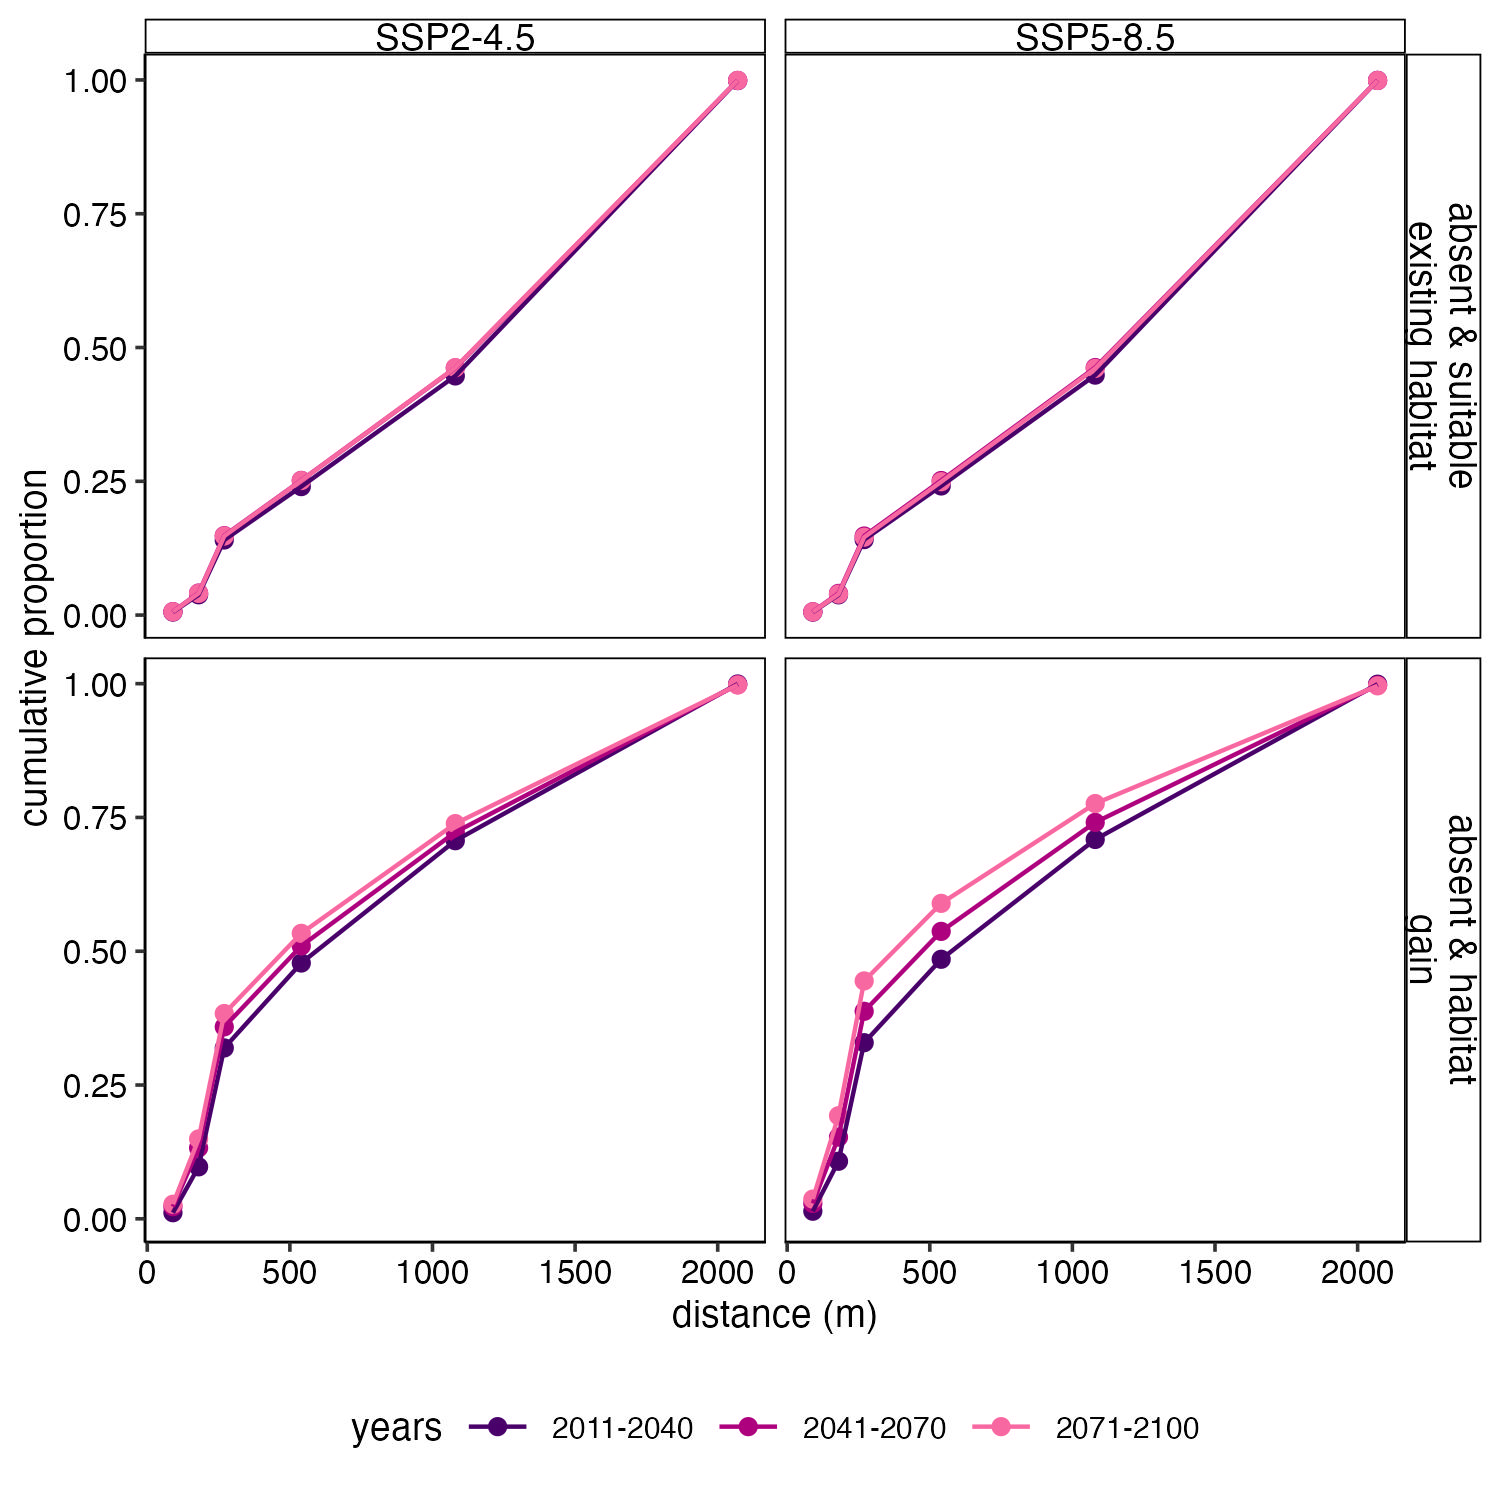 SSP2-4.5
SSP5-8.5
1.00
0.75
0.50
0.25
0.00
absent & suitable
existing habitat
cumulative proportion
1.00
0.75
0.50
0.25
0.00
absent & habitat
gain
0 500 1000 1500 2000
0 500 1000 1500 2000
distance (m)
years 2011-2040 2041-2070 2071-2100